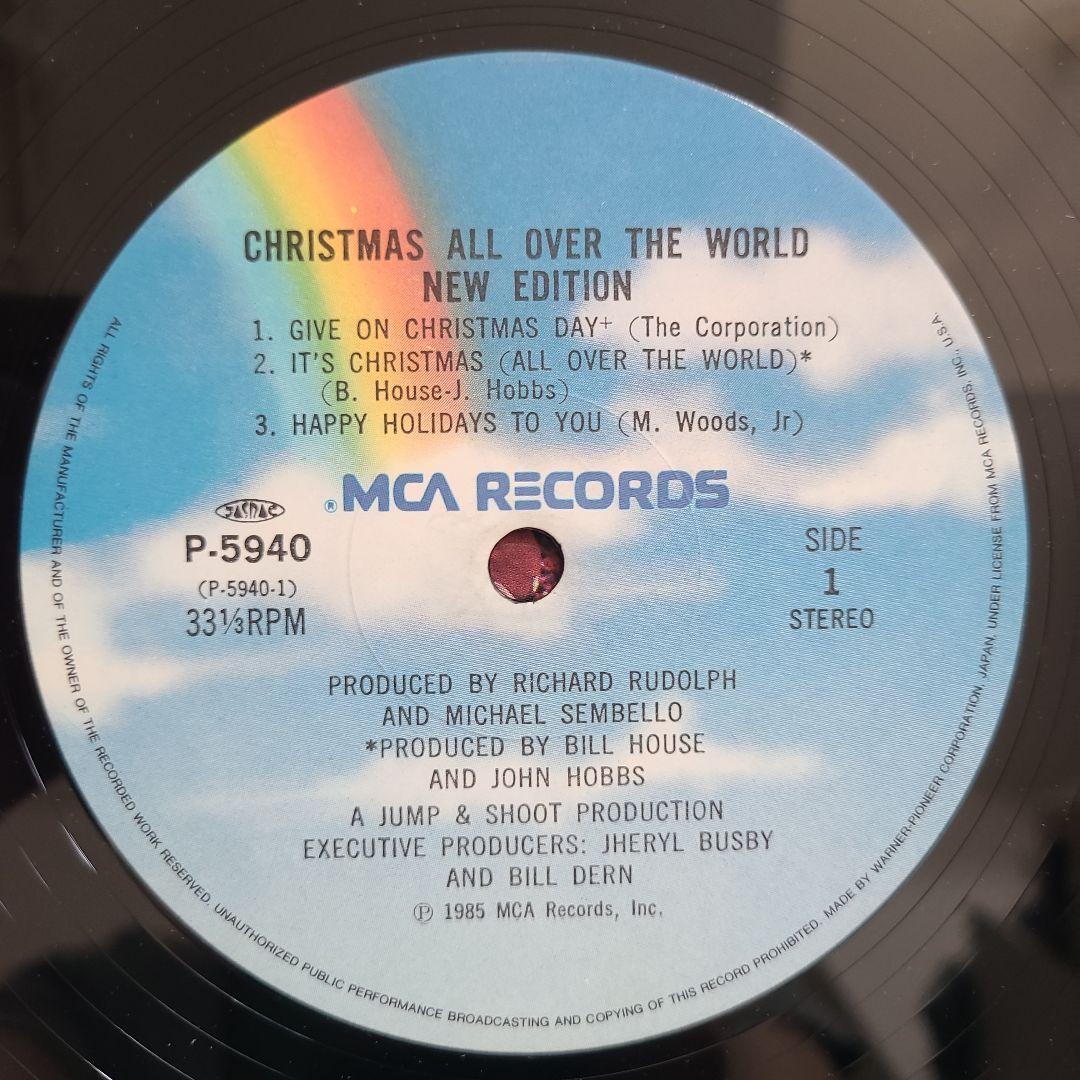 CHRISTMAS ALL OVER THE WORLD
NEW EDITION
1. GIVE ON CHRISTMAS DAY+ (The Corporation)
2. IT'S CHRISTMAS (ALL OVER THE WORLD)*
(B. House-J. Hobbs)
3. HAPPY HOLIDAYS TO YOU (M. Woods, Jr)
® MCA RECORDS
JASRAC
P-5940
(P-5940-1)
33⅓RPM
SIDE
1
STEREO
PRODUCED BY RICHARD RUDOLPH
AND MICHAEL SEMBELLO
*PRODUCED BY BILL HOUSE
AND JOHN HOBBS
A JUMP & SHOOT PRODUCTION
EXECUTIVE PRODUCERS: JHERYL BUSBY
AND BILL DERN
Ⓟ 1985 MCA Records, Inc.
ALL RIGHTS OF THE MANUFACTURER AND OF THE OWNER OF THE RECORDED WORK RESERVED. UNAUTHORIZED PUBLIC PERFORMANCE BROADCASTING AND COPYING OF THIS RECORD PROHIBITED. MADE BY WARNER-PIONEER CORPORATION, JAPAN, UNDER LICENSE FROM MCA RECORDS, INC., U.S.A.